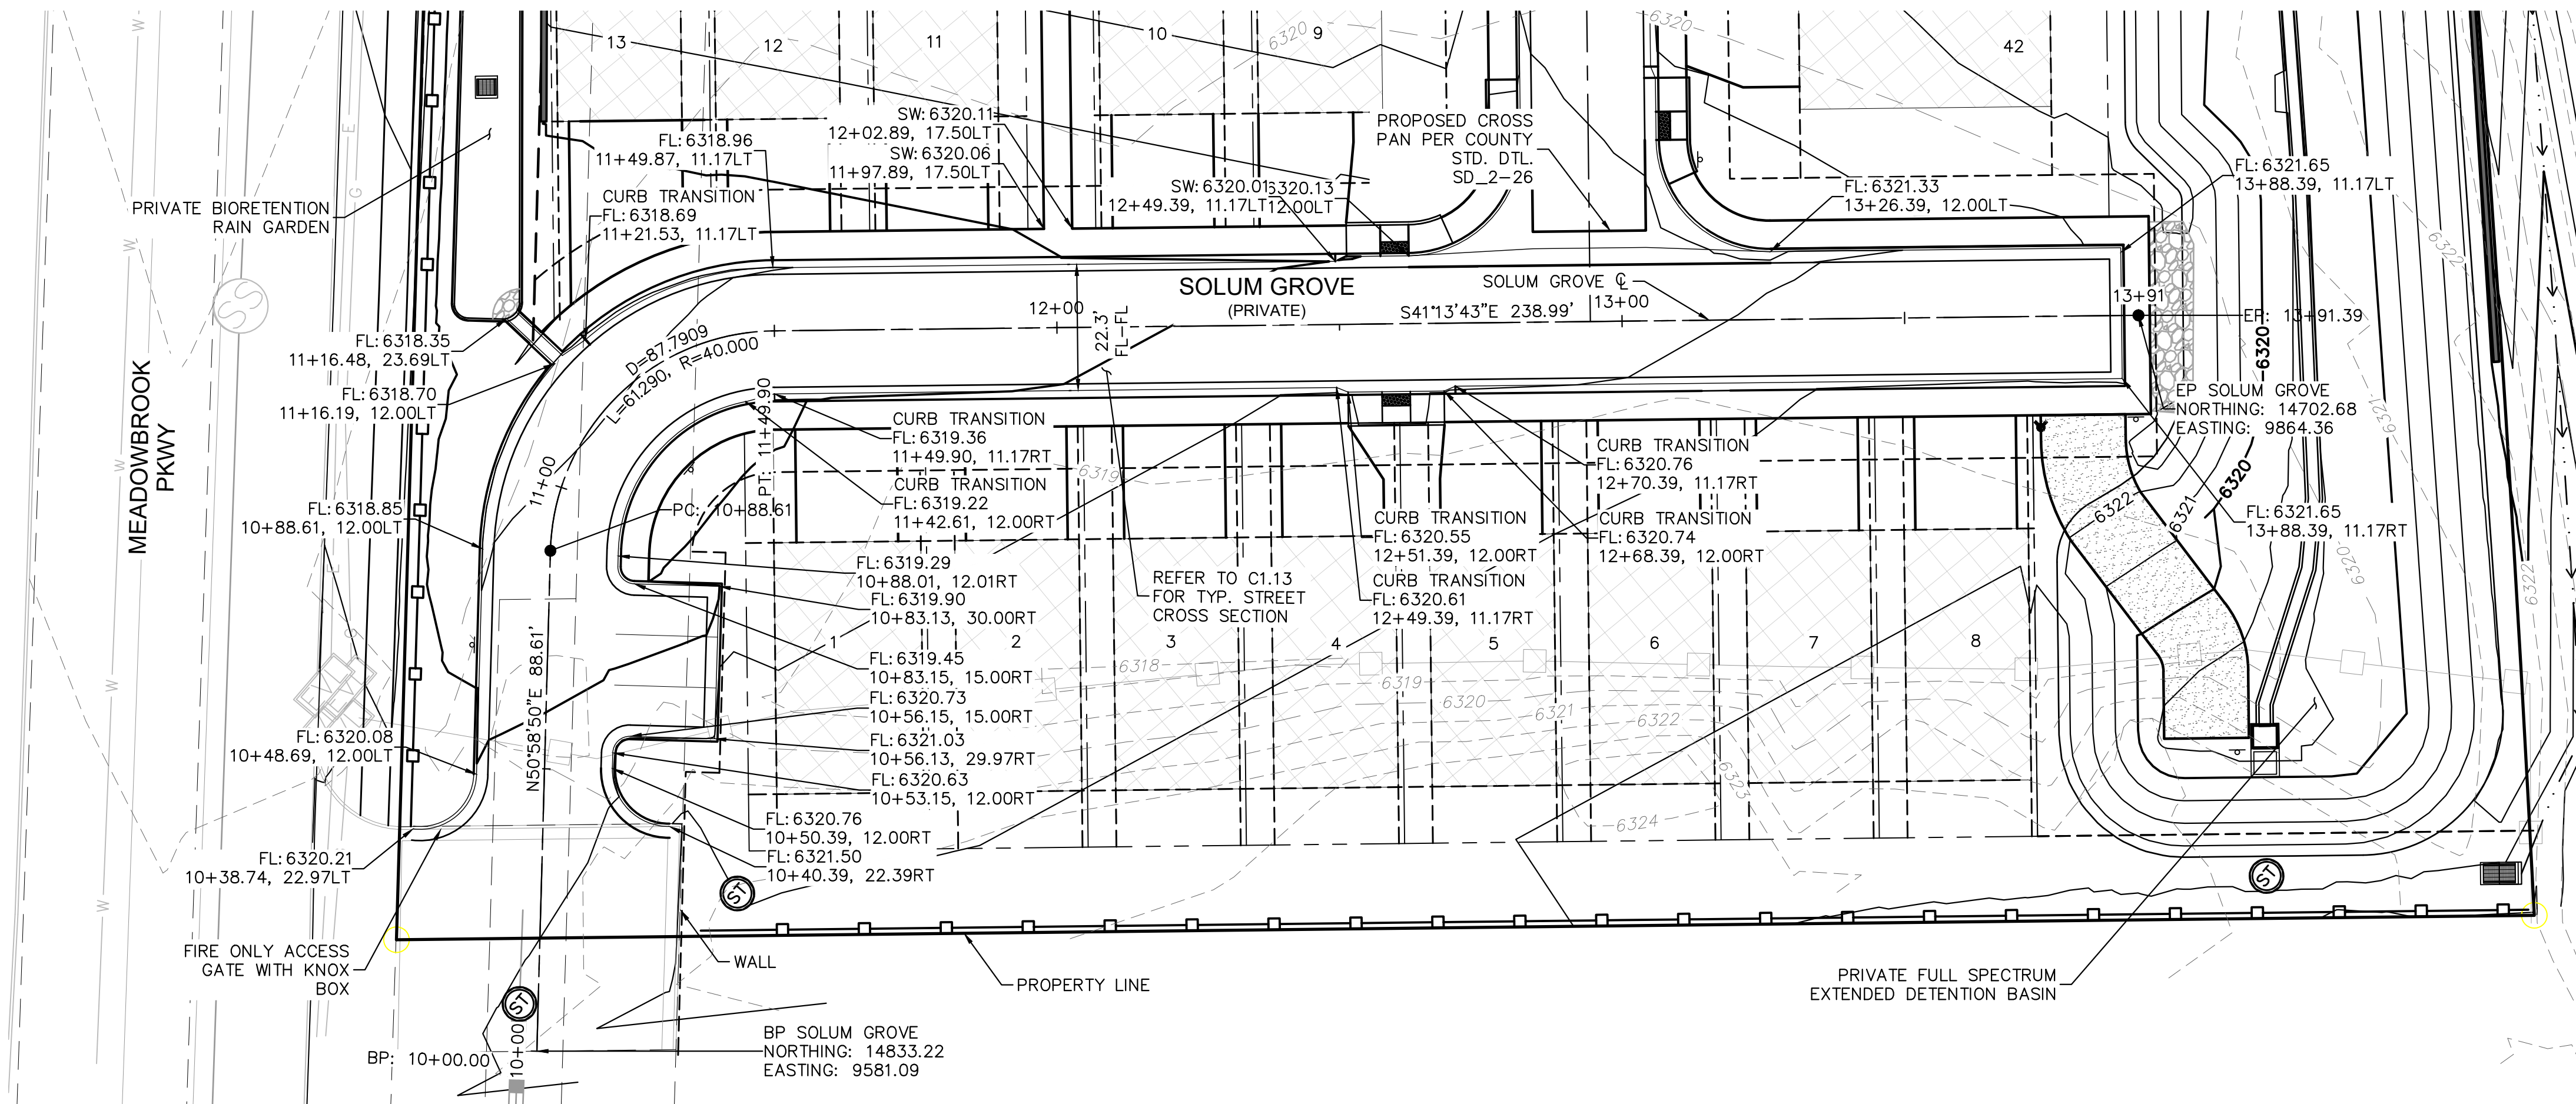 13
12
11
10
9
42
6320
6320
SW: 6320.11
12+02.89, 17.50LT
SW: 6320.06
11+97.89, 17.50LT
FL: 6318.96
11+49.87, 11.17LT
CURB TRANSITION
FL: 6318.69
11+21.53, 11.17LT
PROPOSED CROSS
PAN PER COUNTY
STD. DTL.
SD_2-26
SW: 6320.01
12+49.39, 11.17LT
6320.13
12.00LT
FL: 6321.33
13+26.39, 12.00LT
FL: 6321.65
13+88.39, 11.17LT
PRIVATE BIORETENTION
RAIN GARDEN
SS
W
W
W
W
W
W
G E
MEADOWBROOK
PKWY
FL: 6318.35
11+16.48, 23.69LT
FL: 6318.70
11+16.19, 12.00LT
FL: 6318.85
10+88.61, 12.00LT
FL: 6320.08
10+48.69, 12.00LT
FL: 6320.21
10+38.74, 22.97LT
FIRE ONLY ACCESS
GATE WITH KNOX
BOX
SOLUM GROVE
(PRIVATE)
SOLUM GROVE ℄
12+00
13+00
13+91
S41°13'43"E 238.99'
22.3'
FL-FL
D=87.7909
L=61.290, R=40.000
11+00
PT: 11+49.90
PC: 10+88.61
N50°58'50"E 88.61'
EP: 13+91.39
EP SOLUM GROVE
NORTHING: 14702.68
EASTING: 9864.36
FL: 6321.65
13+88.39, 11.17RT
CURB TRANSITION
FL: 6319.36
11+49.90, 11.17RT
CURB TRANSITION
FL: 6319.22
11+42.61, 12.00RT
FL: 6319.29
10+88.01, 12.01RT
FL: 6319.90
10+83.13, 30.00RT
FL: 6319.45
10+83.15, 15.00RT
FL: 6320.73
10+56.15, 15.00RT
FL: 6321.03
10+56.13, 29.97RT
FL: 6320.63
10+53.15, 12.00RT
FL: 6320.76
10+50.39, 12.00RT
FL: 6321.50
10+40.39, 22.39RT
REFER TO C1.13
FOR TYP. STREET
CROSS SECTION
CURB TRANSITION
FL: 6320.55
12+51.39, 12.00RT
CURB TRANSITION
FL: 6320.61
12+49.39, 11.17RT
CURB TRANSITION
FL: 6320.76
12+70.39, 11.17RT
CURB TRANSITION
FL: 6320.74
12+68.39, 12.00RT
1
2
3
4
5
6
7
8
6319
6318
6319
6320
6321
6322
6323
6324
6322
6321
6320
6320
6322
6321
6320
6322
ST
ST
ST
WALL
PROPERTY LINE
PRIVATE FULL SPECTRUM
EXTENDED DETENTION BASIN
BP: 10+00.00
10+00
BP SOLUM GROVE
NORTHING: 14833.22
EASTING: 9581.09